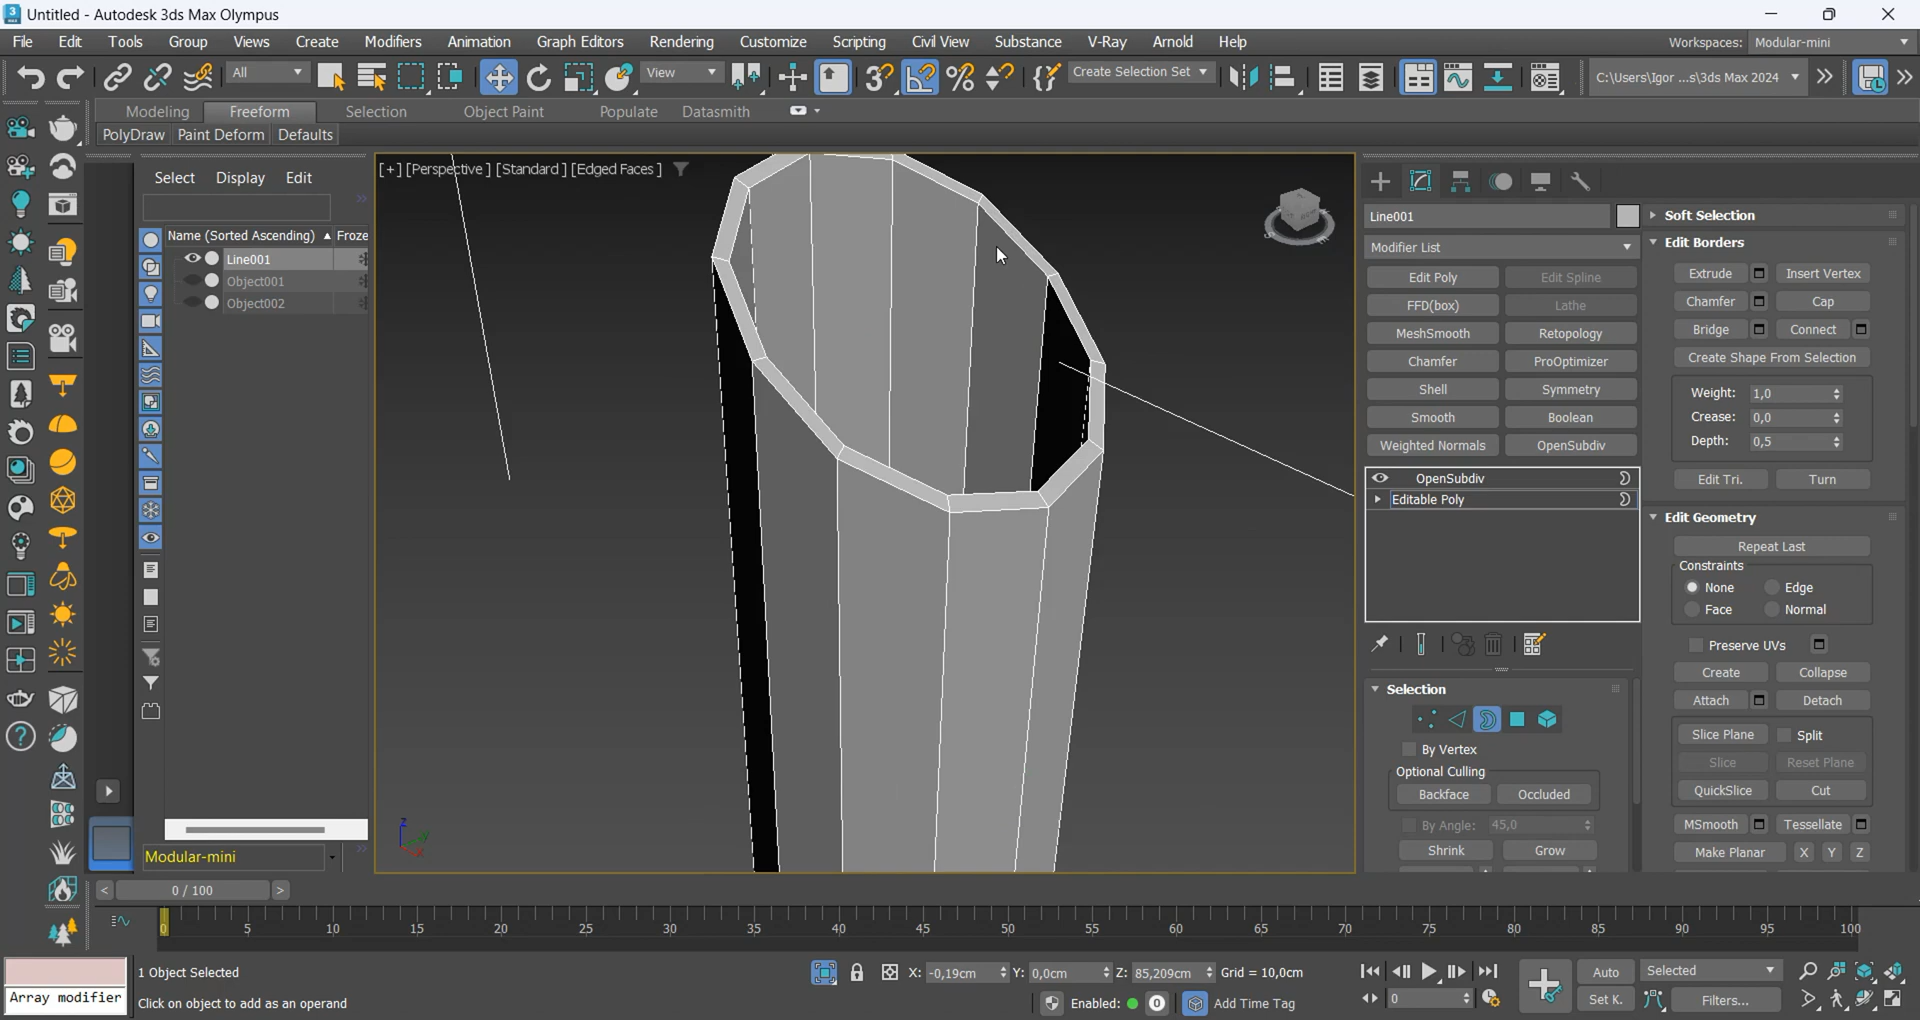 Untitled - Autodesk 3ds Max Olympus
File Edit Tools Group Views Create Modifiers Animation Graph Editors Rendering Customize Scripting Civil View Substance V-Ray Arnold Help
Workspaces: Modular-mini
All
View
Create Selection Set
C:\Users\Igor ...s\3ds Max 2024
Modeling Freeform Selection Object Paint Populate Datasmith
PolyDraw Paint Deform Defaults
Select Display Edit
Name (Sorted Ascending) Froze
Line001
Object001
Object002
Modular-mini
[+] [Perspective] [Standard] [Edged Faces]
Line001
Modifier List
Edit Poly Edit Spline
FFD(box) Lathe
MeshSmooth Retopology
Chamfer ProOptimizer
Shell Symmetry
Smooth Boolean
Weighted Normals OpenSubdiv
OpenSubdiv
Editable Poly
Selection
By Vertex
Optional Culling
Backface Occluded
By Angle: 45,0
Shrink Grow
Soft Selection
Edit Borders
Extrude Insert Vertex
Chamfer Cap
Bridge Connect
Create Shape From Selection
Weight: 1,0
Crease: 0,0
Depth: 0,5
Edit Tri. Turn
Edit Geometry
Repeat Last
Constraints
None Edge
Face Normal
Preserve UVs
Create Collapse
Attach Detach
Slice Plane Split
Slice Reset Plane
QuickSlice Cut
MSmooth Tessellate
Make Planar X Y Z
0 / 100
0 5 10 15 20 25 30 35 40 45 50 55 60 65 70 75 80 85 90 95 100
Array modifier
1 Object Selected
Click on object to add as an operand
X: -0,19cm Y: 0,0cm Z: 85,209cm Grid = 10,0cm
Enabled: 0 Add Time Tag
0
Auto Selected
Set K. Filters...